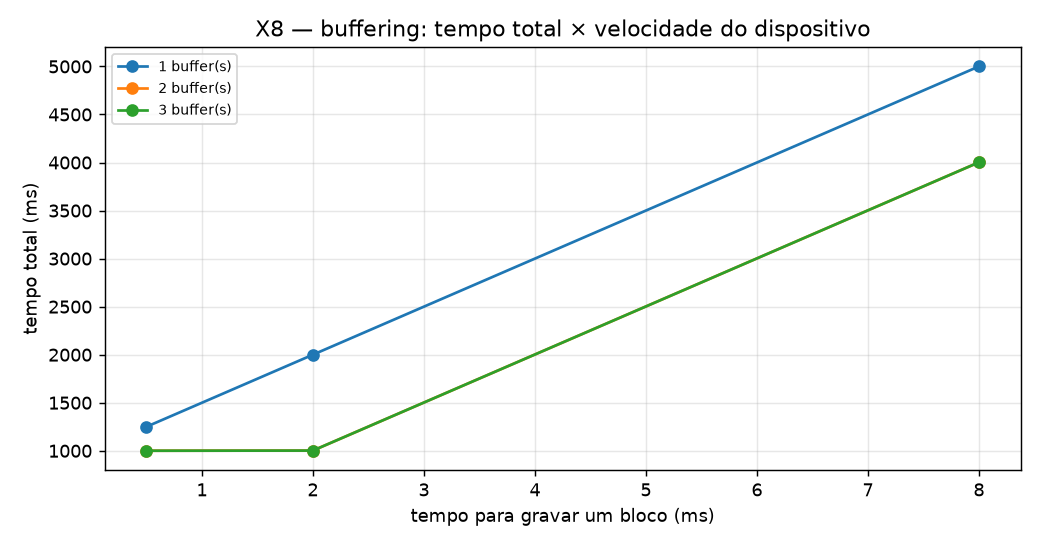 X8 — buffering: tempo total × velocidade do dispositivo
1 buffer(s)
2 buffer(s)
3 buffer(s)
tempo total (ms)
5000
4500
4000
3500
3000
2500
2000
1500
1000
1 2 3 4 5 6 7 8
tempo para gravar um bloco (ms)